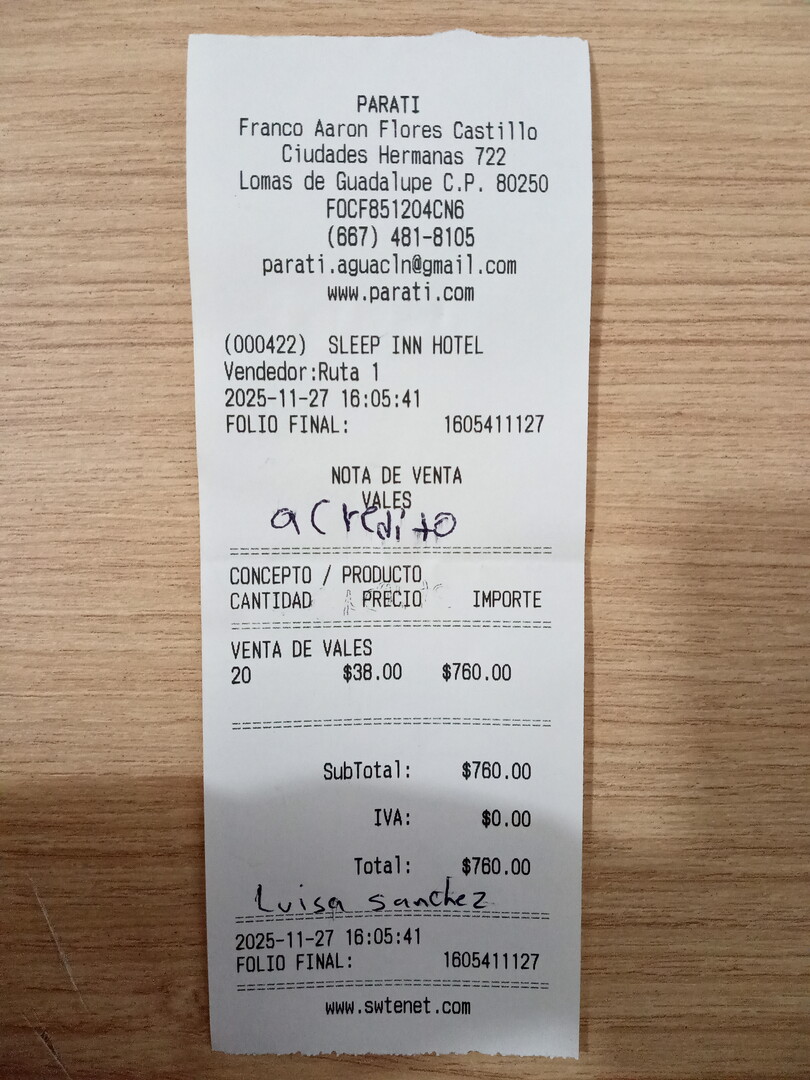 PARATI
Franco Aaron Flores Castillo
Ciudades Hermanas 722
Lomas de Guadalupe C.P. 80250
FOCF851204CN6
(667) 481-8105
parati.aguacln@gmail.com
www.parati.com
(000422) SLEEP INN HOTEL
Vendedor:Ruta 1
2025-11-27 16:05:41
FOLIO FINAL: 1605411127
NOTA DE VENTA
VALES
a Credito
CONCEPTO / PRODUCTO
CANTIDAD PRECIO IMPORTE
VENTA DE VALES
20 $38.00 $760.00
SubTotal: $760.00
IVA: $0.00
Total: $760.00
Luisa Sanchez
2025-11-27 16:05:41
FOLIO FINAL: 1605411127
www.swtenet.com